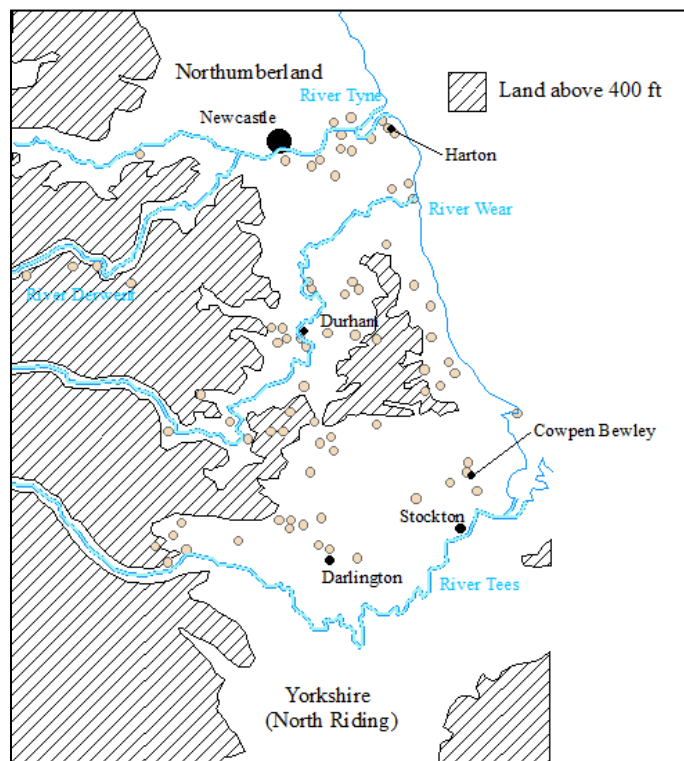 Northumberland
River Tyne
Land above 400 ft
Newcastle
Harton
River Wear
River Derwent
Durham
Cowpen Bewley
Stockton
Darlington
River Tees
Yorkshire
(North Riding)